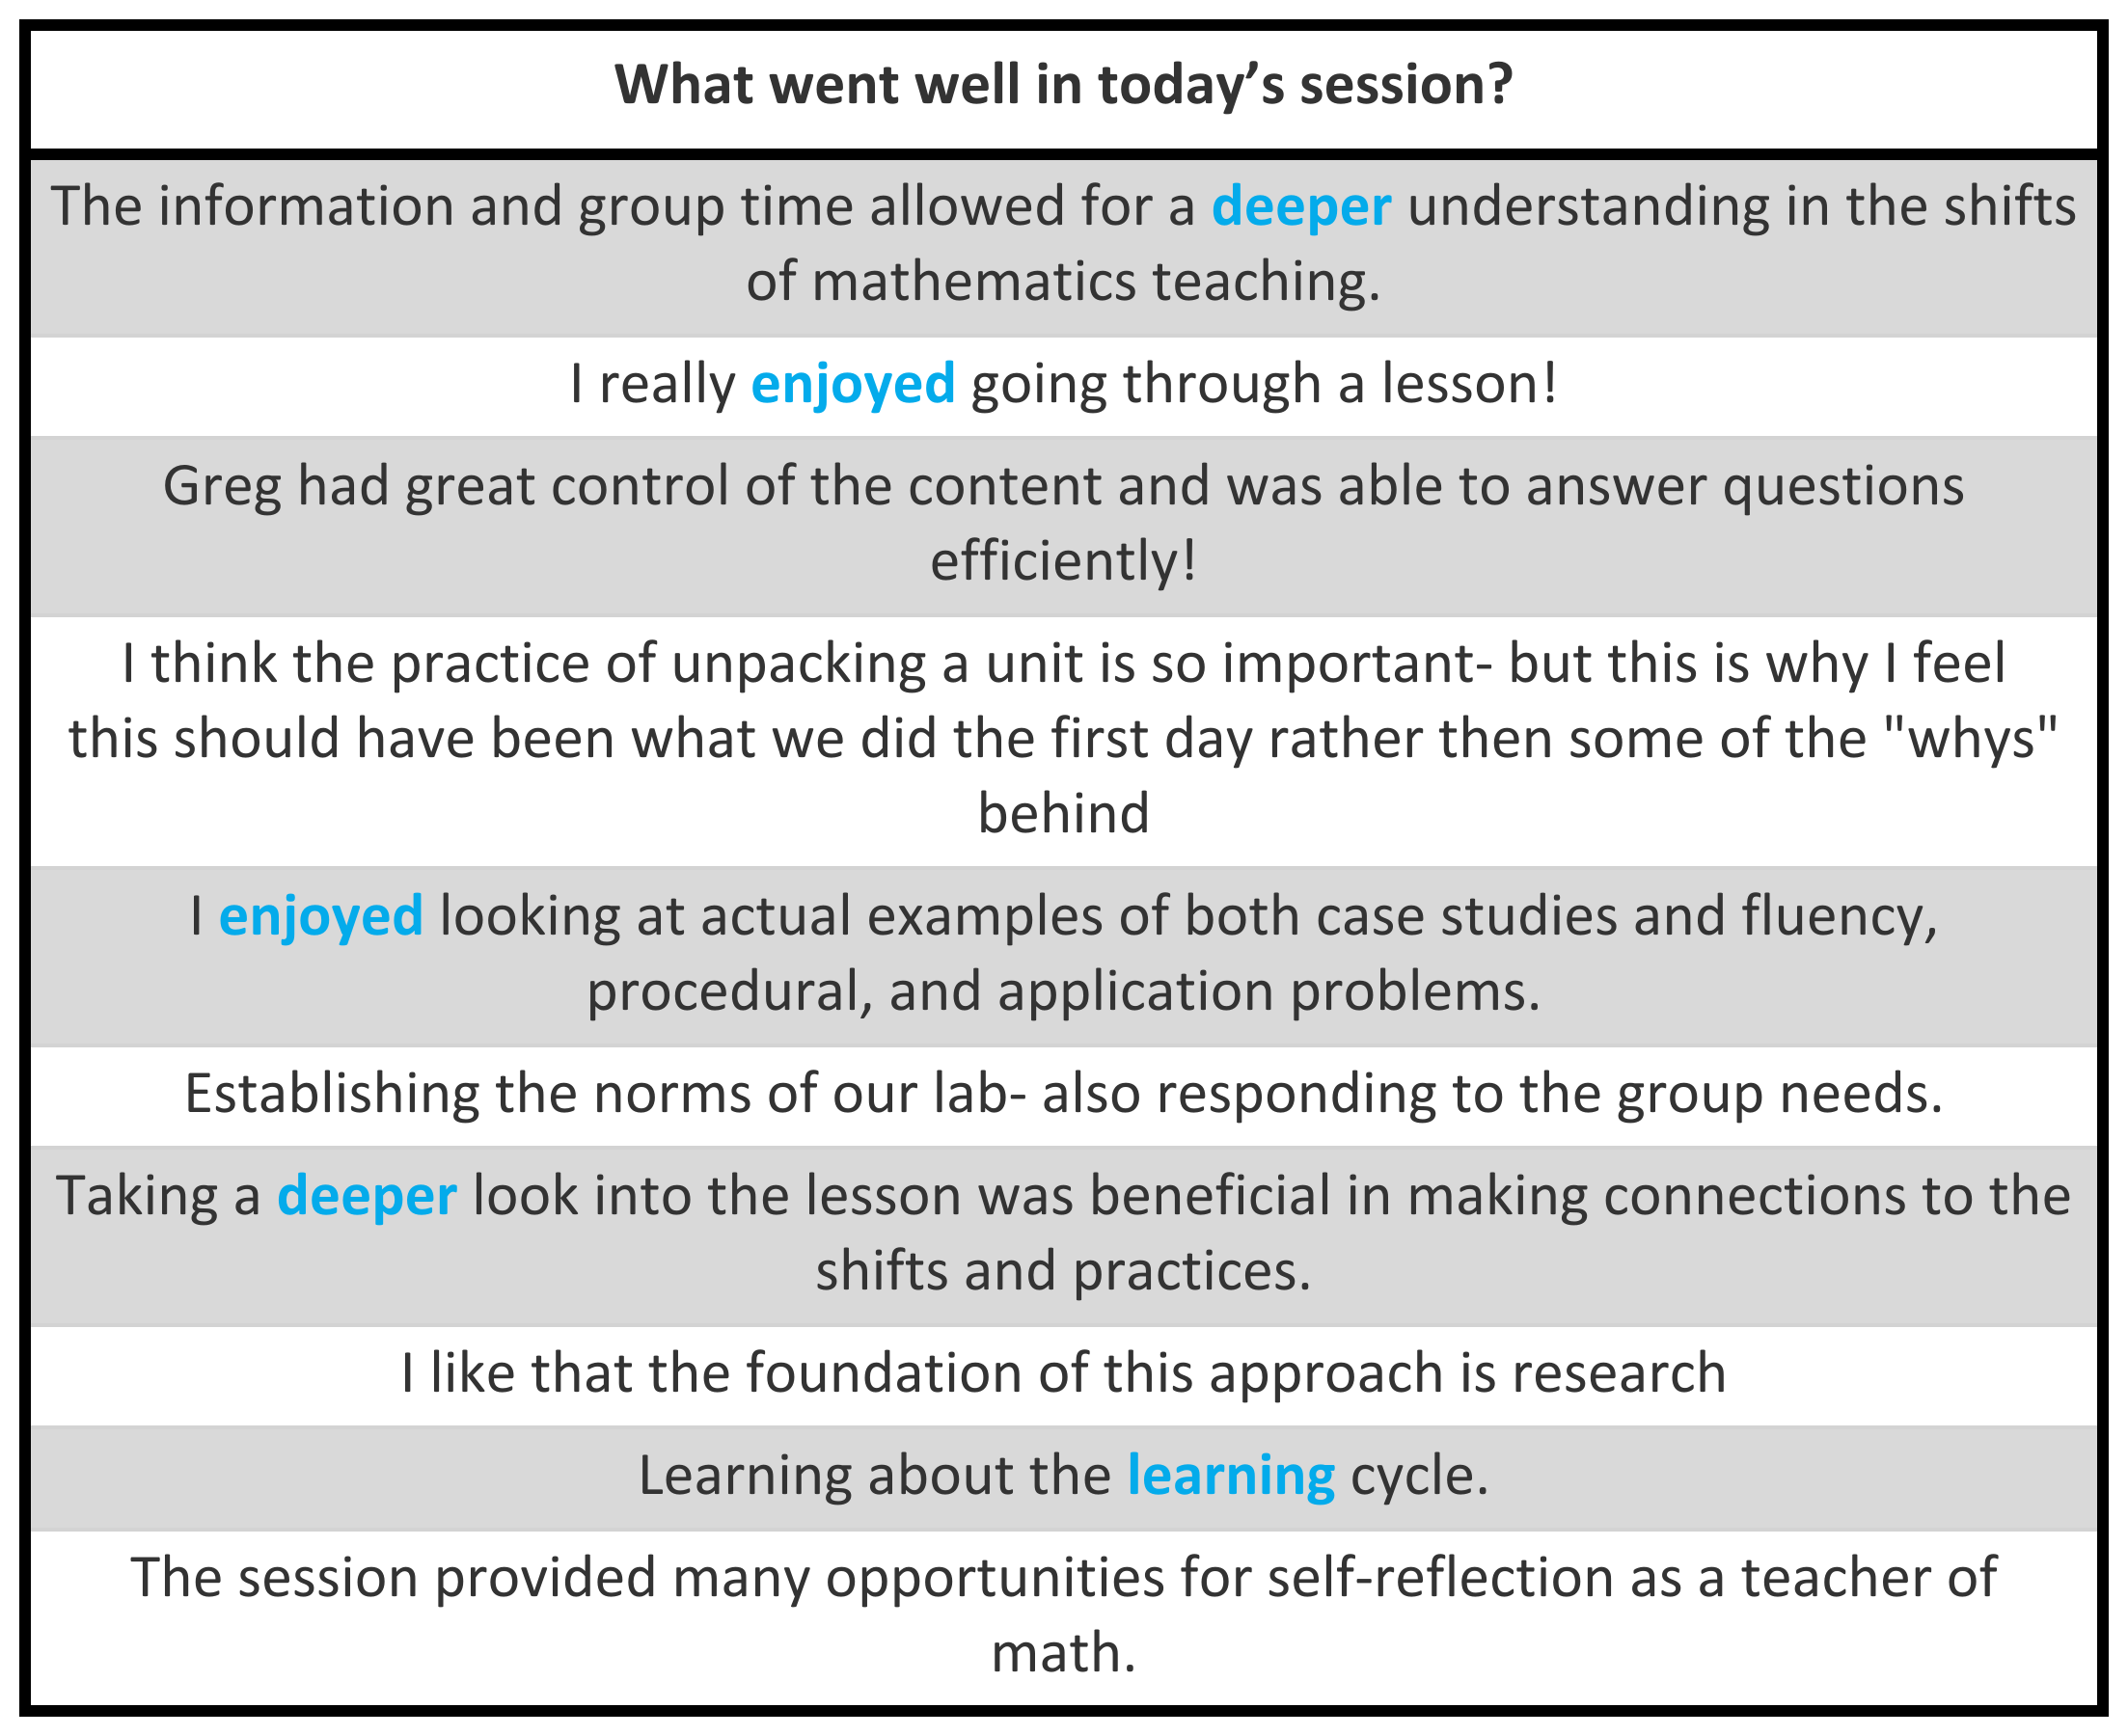 What went well in today’s session?
The information and group time allowed for a deeper understanding in the shifts
of mathematics teaching.
I really enjoyed going through a lesson!
Greg had great control of the content and was able to answer questions
efficiently!
I think the practice of unpacking a unit is so important- but this is why I feel
this should have been what we did the first day rather then some of the "whys"
behind
I enjoyed looking at actual examples of both case studies and fluency,
procedural, and application problems.
Establishing the norms of our lab- also responding to the group needs.
Taking a deeper look into the lesson was beneficial in making connections to the
shifts and practices.
I like that the foundation of this approach is research
Learning about the learning cycle.
The session provided many opportunities for self-reflection as a teacher of
math.